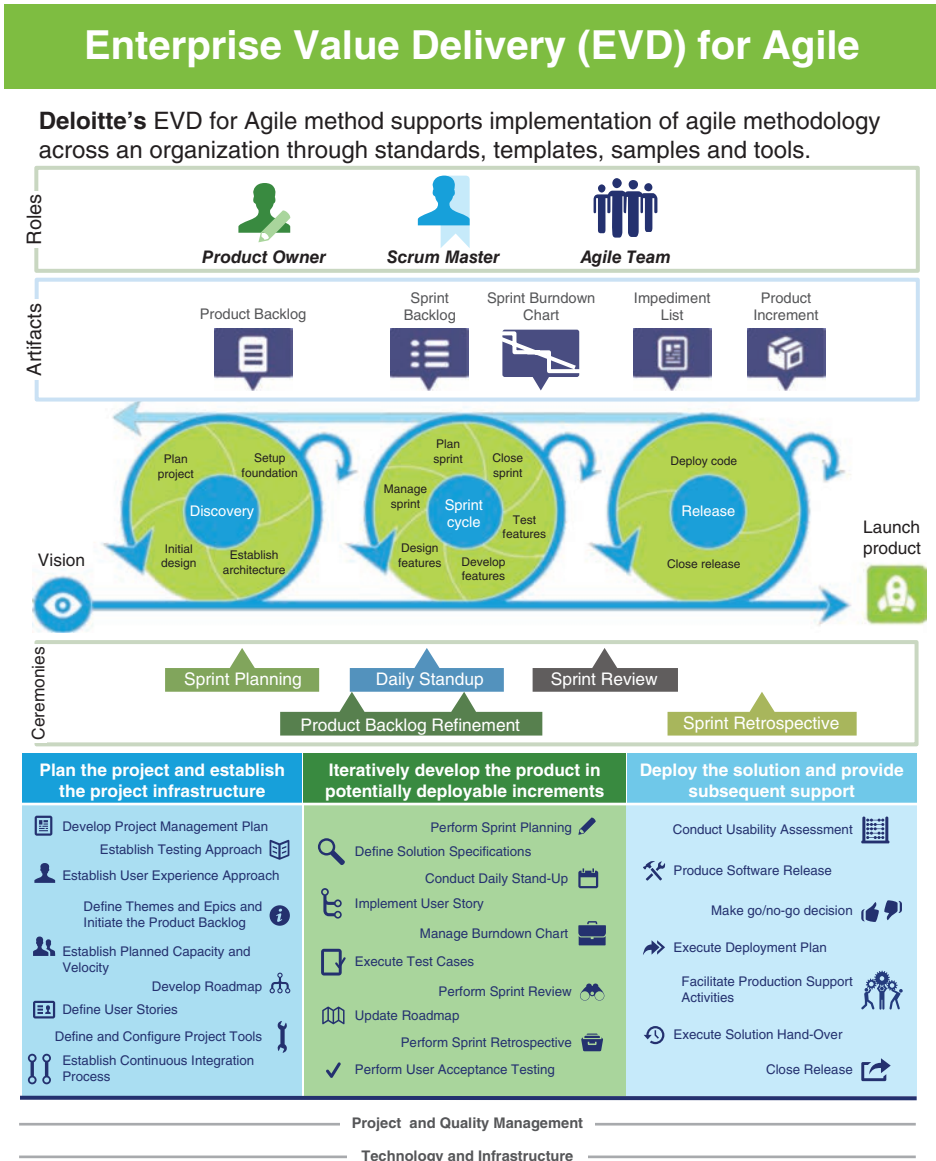 Enterprise Value Delivery (EVD) for Agile
Deloitte's EVD for Agile method supports implementation of agile methodology
across an organization through standards, templates, samples and tools.
Roles
Product Owner
Scrum Master
Agile Team
Artifacts
Product Backlog
Sprint
Backlog
Sprint Burndown
Chart
Impediment
List
Product
Increment
Vision
Plan
project
Setup
foundation
Discovery
Initial
design
Establish
architecture
Plan
sprint
Close
sprint
Manage
sprint
Sprint
cycle
Test
features
Design
features
Develop
features
Deploy code
Release
Close release
Launch
product
Ceremonies
Sprint Planning
Daily Standup
Sprint Review
Product Backlog Refinement
Sprint Retrospective
Plan the project and establish
the project infrastructure
Develop Project Management Plan
Establish Testing Approach
Establish User Experience Approach
Define Themes and Epics and
Initiate the Product Backlog
Establish Planned Capacity and
Velocity
Develop Roadmap
Define User Stories
Define and Configure Project Tools
Establish Continuous Integration
Process
Iteratively develop the product in
potentially deployable increments
Perform Sprint Planning
Define Solution Specifications
Conduct Daily Stand-Up
Implement User Story
Manage Burndown Chart
Execute Test Cases
Perform Sprint Review
Update Roadmap
Perform Sprint Retrospective
Perform User Acceptance Testing
Deploy the solution and provide
subsequent support
Conduct Usability Assessment
Produce Software Release
Make go/no-go decision
Execute Deployment Plan
Facilitate Production Support
Activities
Execute Solution Hand-Over
Close Release
Project and Quality Management
Technology and Infrastructure